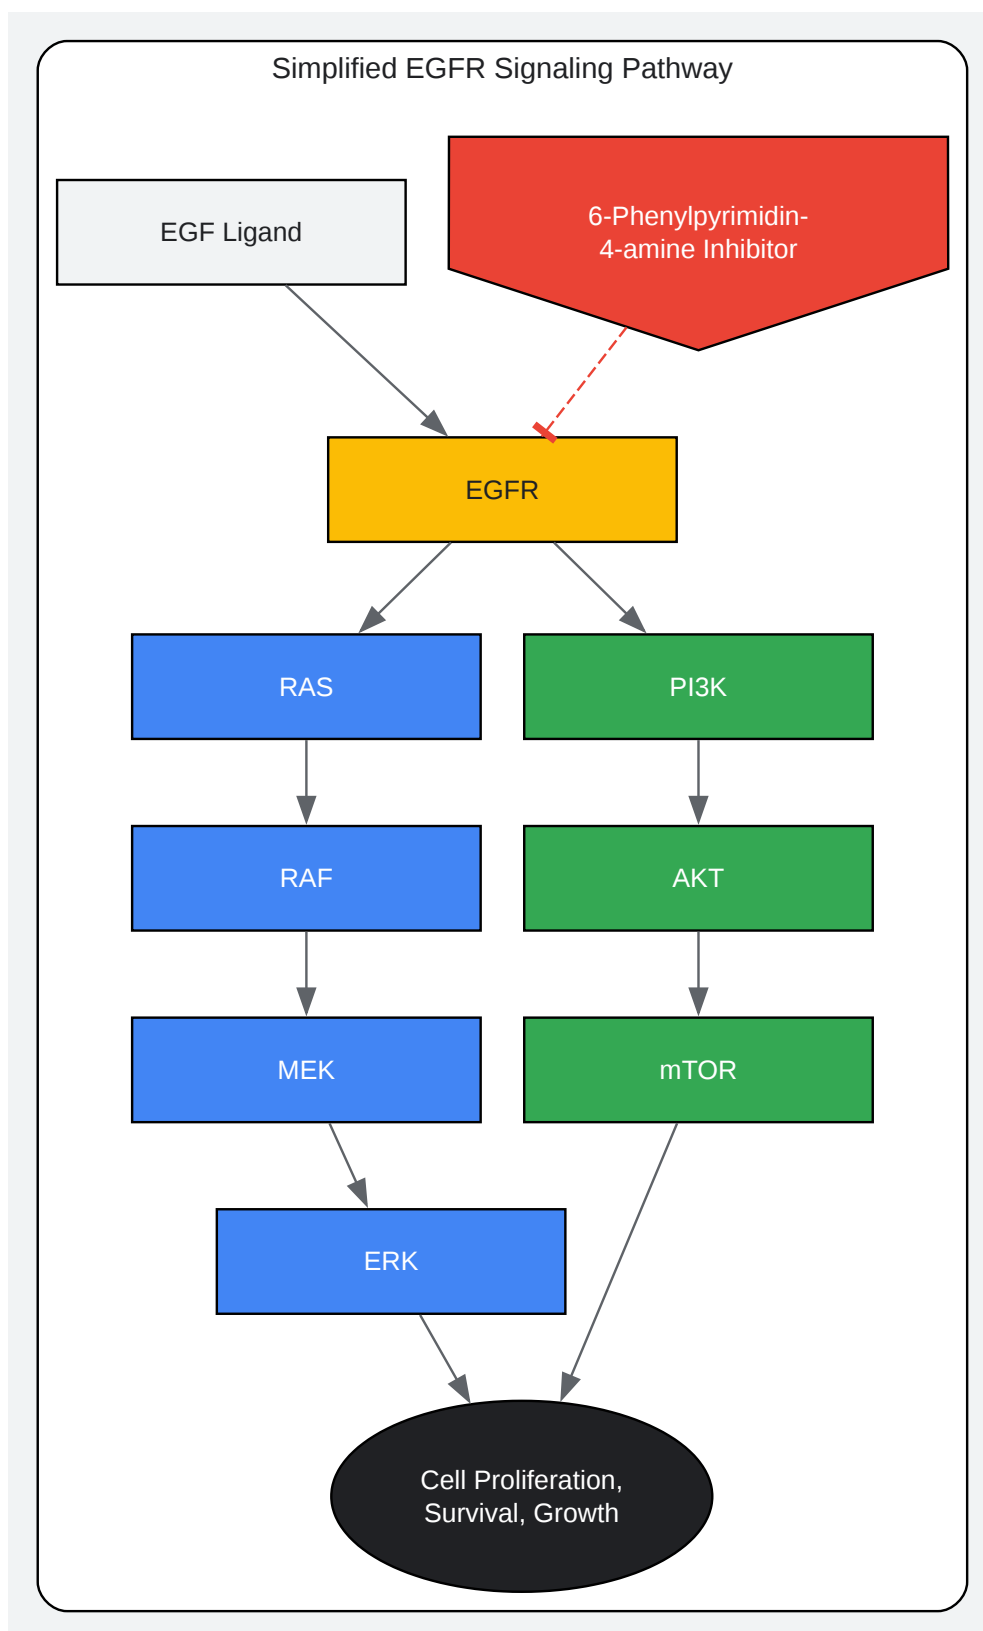 Simplified EGFR Signaling Pathway
EGF Ligand
6-Phenylpyrimidin-
4-amine Inhibitor
EGFR
RAS
PI3K
RAF
AKT
MEK
mTOR
ERK
Cell Proliferation,
Survival, Growth